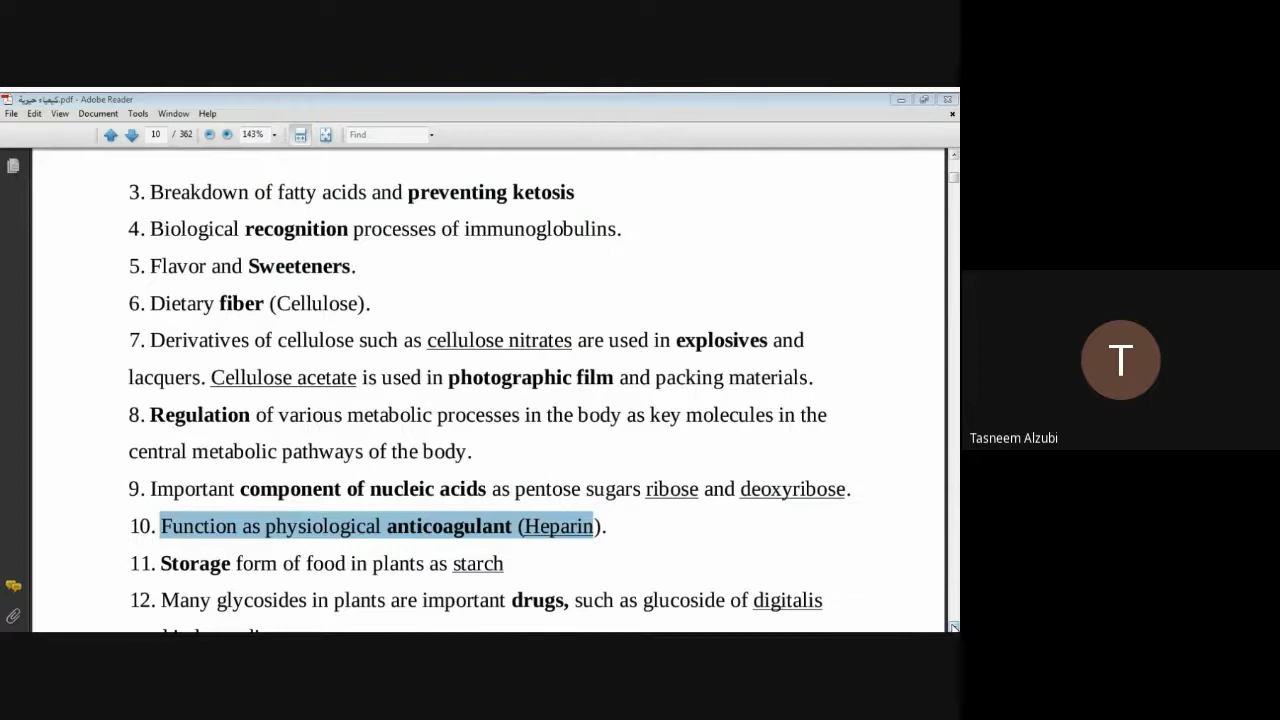 كيمياء حيوية.pdf - Adobe Reader
File Edit View Document Tools Window Help
10 / 362 143% Find
3. Breakdown of fatty acids and preventing ketosis
4. Biological recognition processes of immunoglobulins.
5. Flavor and Sweeteners.
6. Dietary fiber (Cellulose).
7. Derivatives of cellulose such as cellulose nitrates are used in explosives and
lacquers. Cellulose acetate is used in photographic film and packing materials.
8. Regulation of various metabolic processes in the body as key molecules in the
central metabolic pathways of the body.
9. Important component of nucleic acids as pentose sugars ribose and deoxyribose.
10. Function as physiological anticoagulant (Heparin).
11. Storage form of food in plants as starch
12. Many glycosides in plants are important drugs, such as glucoside of digitalis
T
Tasneem Alzubi